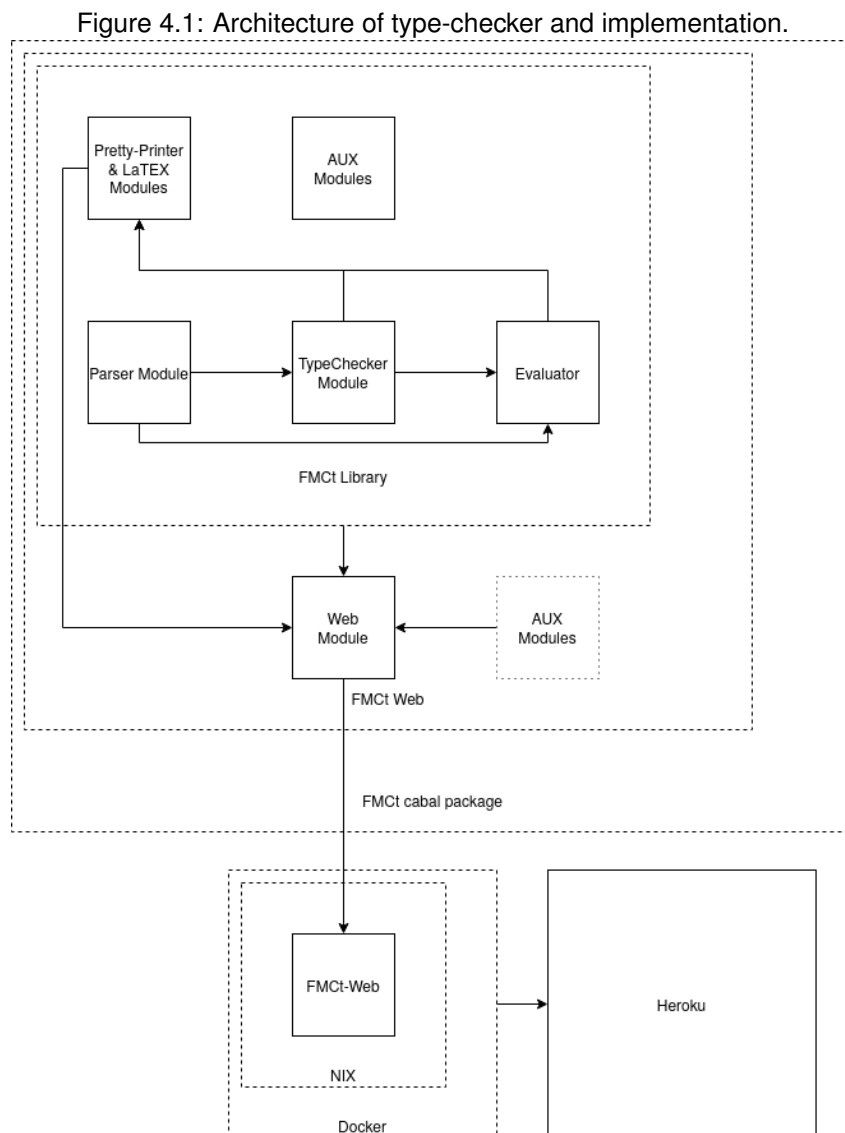 Figure 4.1: Architecture of type-checker and implementation.
Pretty-Printer
& LaTEX
Modules
AUX
Modules
Parser Module
TypeChecker
Module
Evaluator
FMCt Library
Web
Module
AUX
Modules
FMCt Web
FMCt cabal package
FMCt-Web
Heroku
NIX
Docker